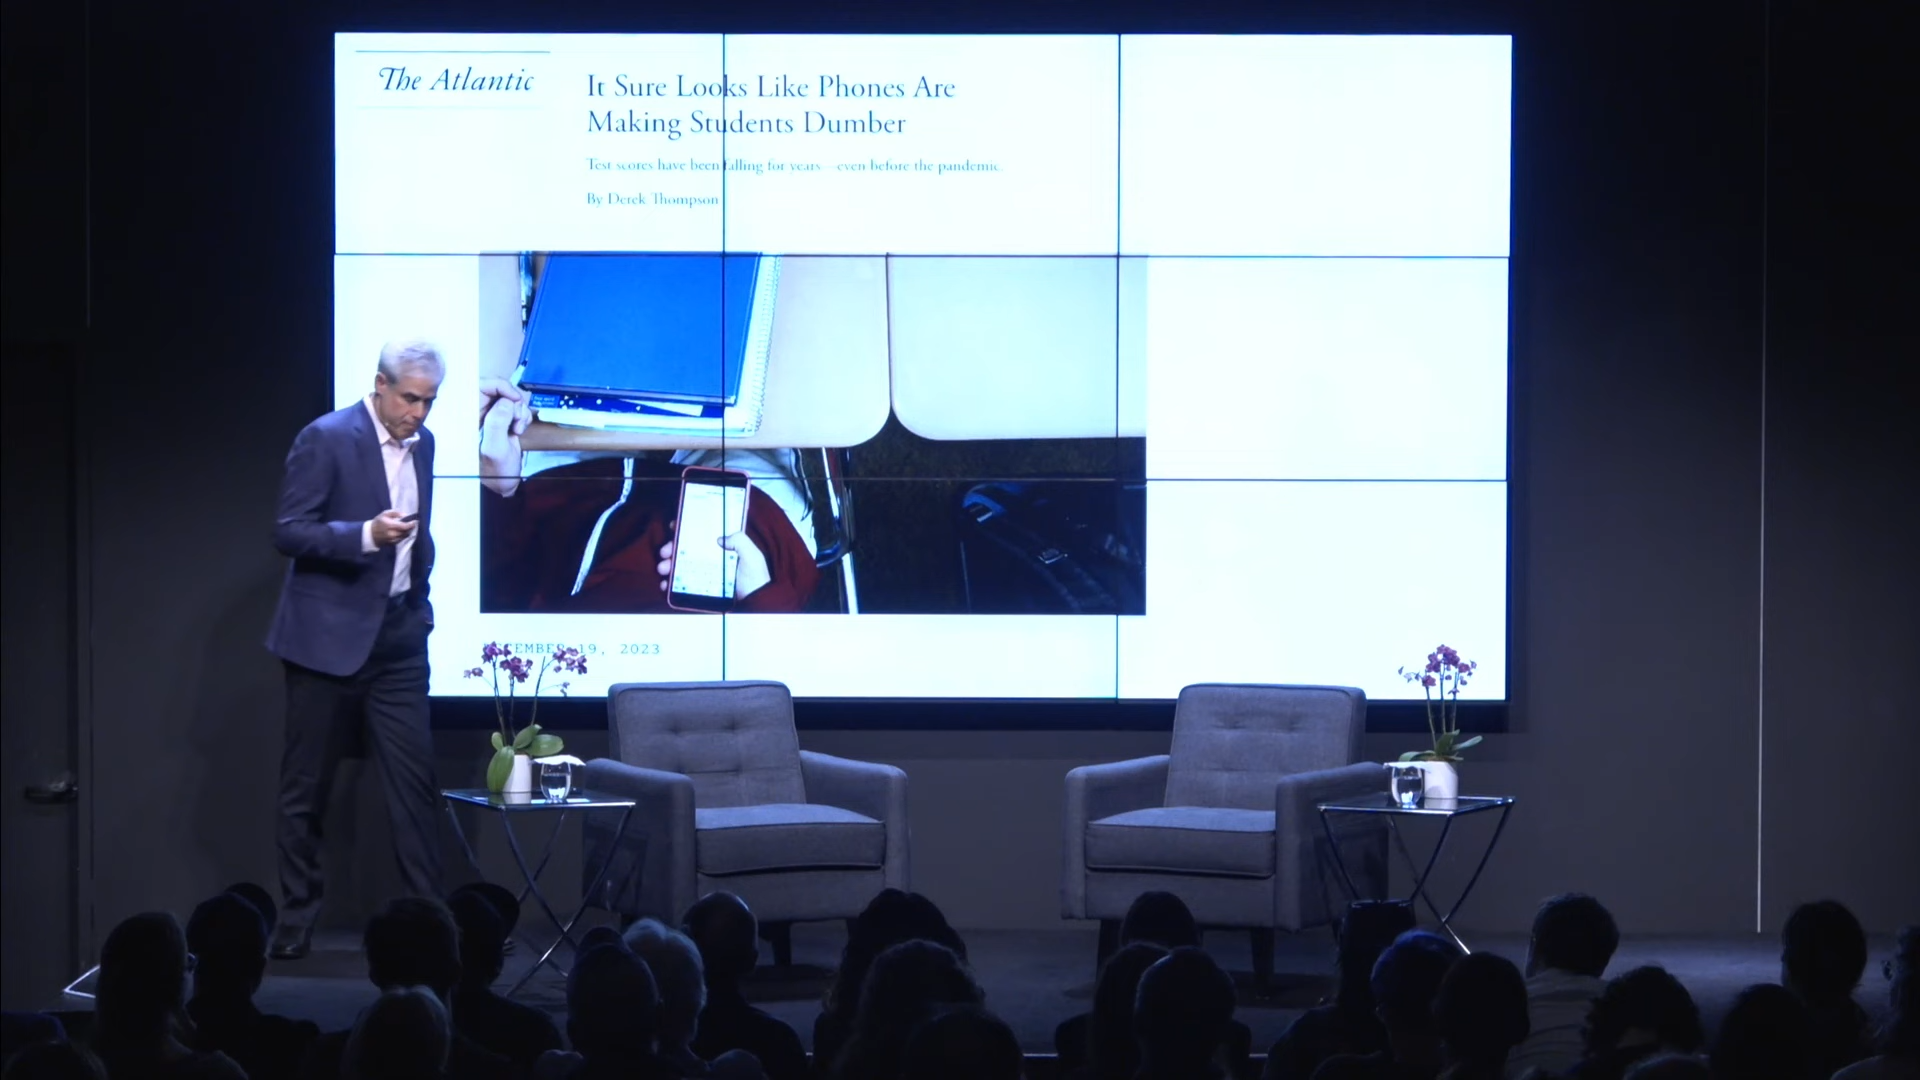 The Atlantic
It Sure Looks Like Phones Are
Making Students Dumber
Test scores have been falling for years—even before the pandemic.
By Derek Thompson
19, 2023